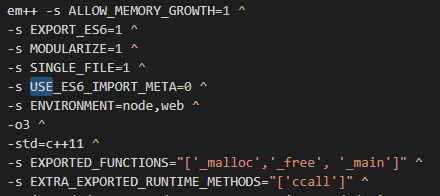 em++ -s ALLOW_MEMORY_GROWTH=1 ^
-s EXPORT_ES6=1 ^
-s MODULARIZE=1 ^
-s SINGLE_FILE=1 ^
-s USE_ES6_IMPORT_META=0 ^
-s ENVIRONMENT=node,web ^
-o3 ^
-std=c++11 ^
-s EXPORTED_FUNCTIONS="['_malloc','_free', '_main']" ^
-s EXTRA_EXPORTED_RUNTIME_METHODS="['ccall']" ^